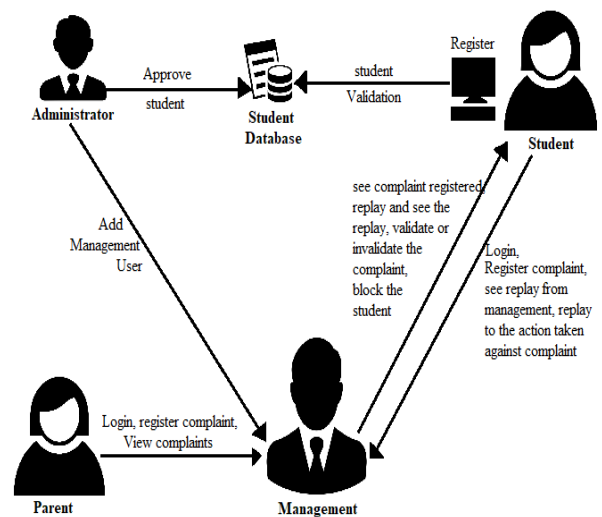 Approve
student
Administrator
Student
Database
student
Validation
Register
Student
Add
Management
User
see complaint registered,
replay and see the
replay, validate or
invalidate the
complaint,
block the
student
Login,
Register complaint,
see replay from
management, replay
to the action taken
against complaint
Login, register complaint,
View complaints
Parent
Management